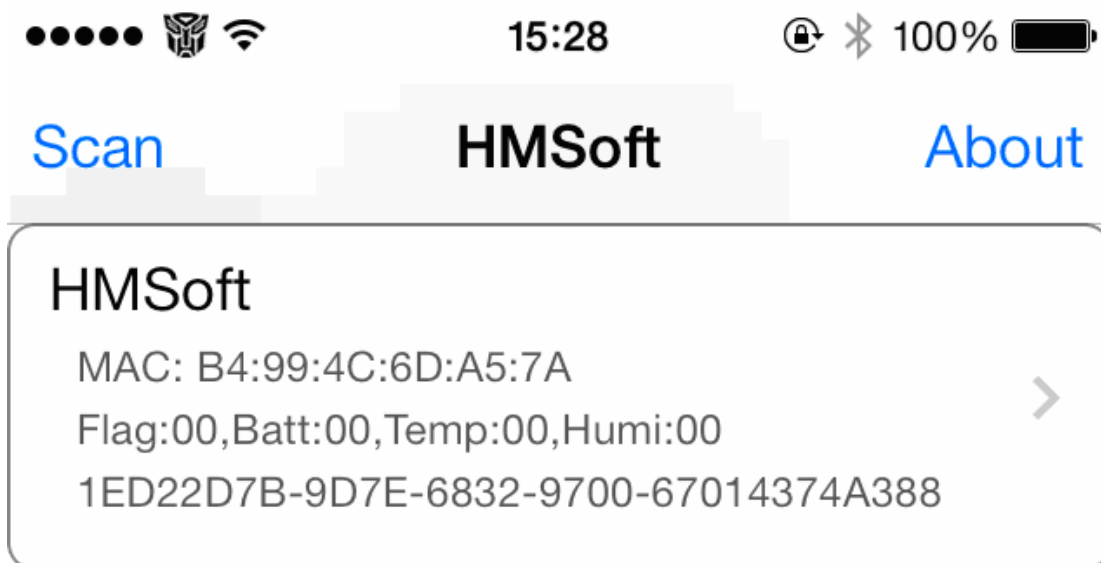 15:28 100%
Scan HMSoft About
HMSoft
MAC: B4:99:4C:6D:A5:7A
Flag:00,Batt:00,Temp:00,Humi:00
1ED22D7B-9D7E-6832-9700-67014374A388